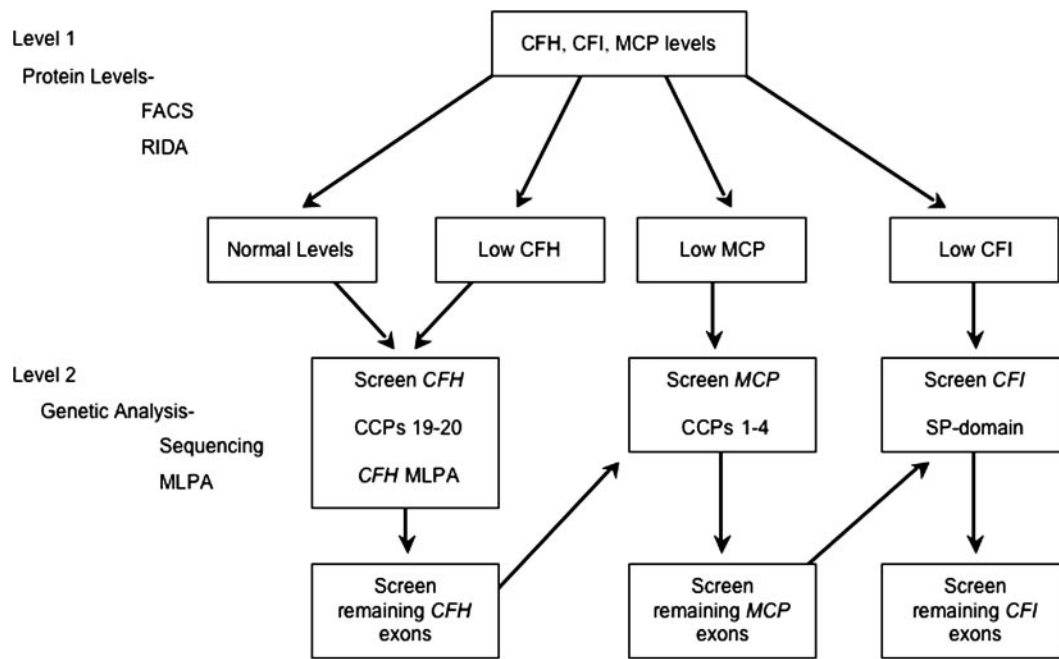 Level 1
Protein Levels-
FACS
RIDA
CFH, CFI, MCP levels
Normal Levels
Low CFH
Low MCP
Low CFI
Level 2
Genetic Analysis-
Sequencing
MLPA
Screen CFH
CCPs 19-20
CFH MLPA
Screen MCP
CCPs 1-4
Screen CFI
SP-domain
Screen
remaining CFH
exons
Screen
remaining MCP
exons
Screen
remaining CFI
exons